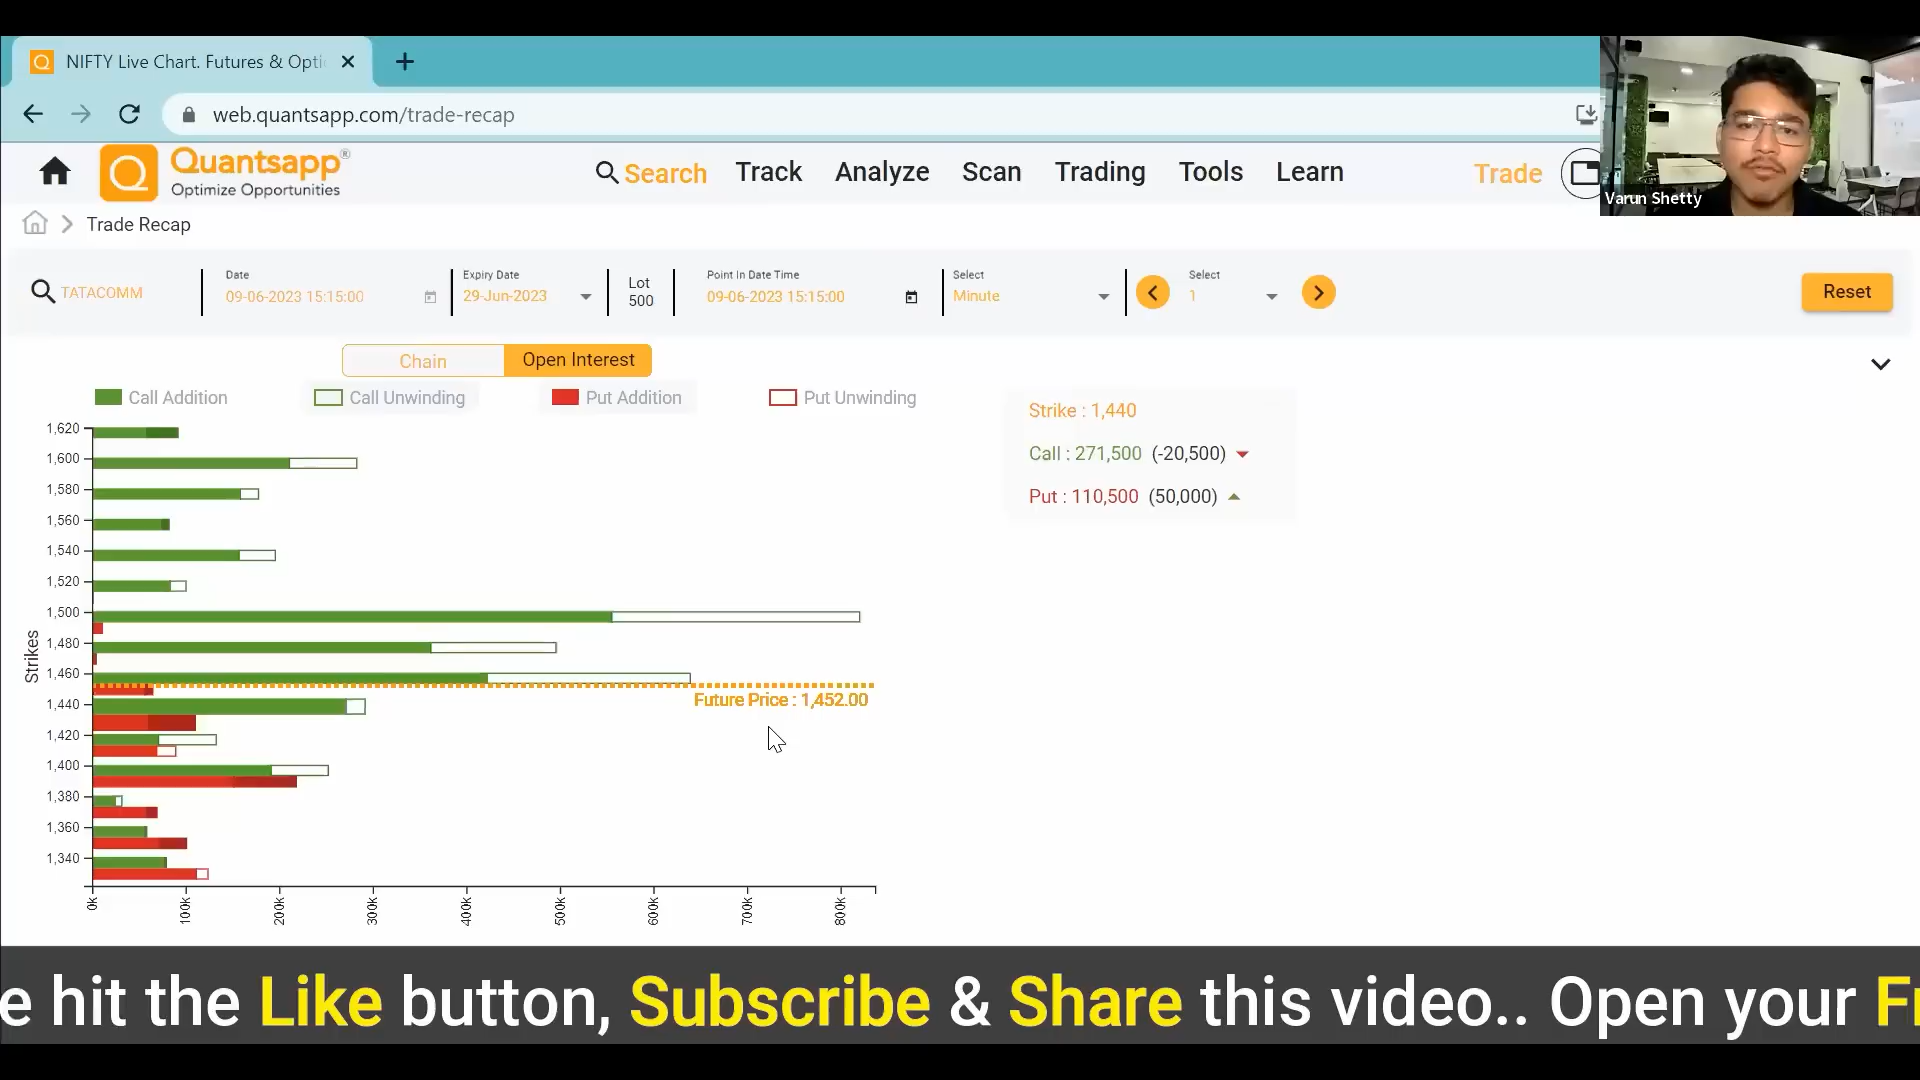 NIFTY Live Chart. Futures & Opti
web.quantsapp.com/trade-recap
Quantsapp®
Optimize Opportunities
Search Track Analyze Scan Trading Tools Learn Trade
Varun Shetty
Trade Recap
TATACOMM
Date
09-06-2023 15:15:00
Expiry Date
29-Jun-2023
Lot
500
Point In Date Time
09-06-2023 15:15:00
Select
Minute
Select
1
Reset
Chain Open Interest
Call Addition Call Unwinding Put Addition Put Unwinding
Strike : 1,440
Call : 271,500 (-20,500)
Put : 110,500 (50,000)
Strikes
1,620
1,600
1,580
1,560
1,540
1,520
1,500
1,480
1,460
1,440
1,420
1,400
1,380
1,360
1,340
Future Price : 1,452.00
0k 100k 200k 300k 400k 500k 600k 700k 800k
e hit the Like button, Subscribe & Share this video.. Open your Fr